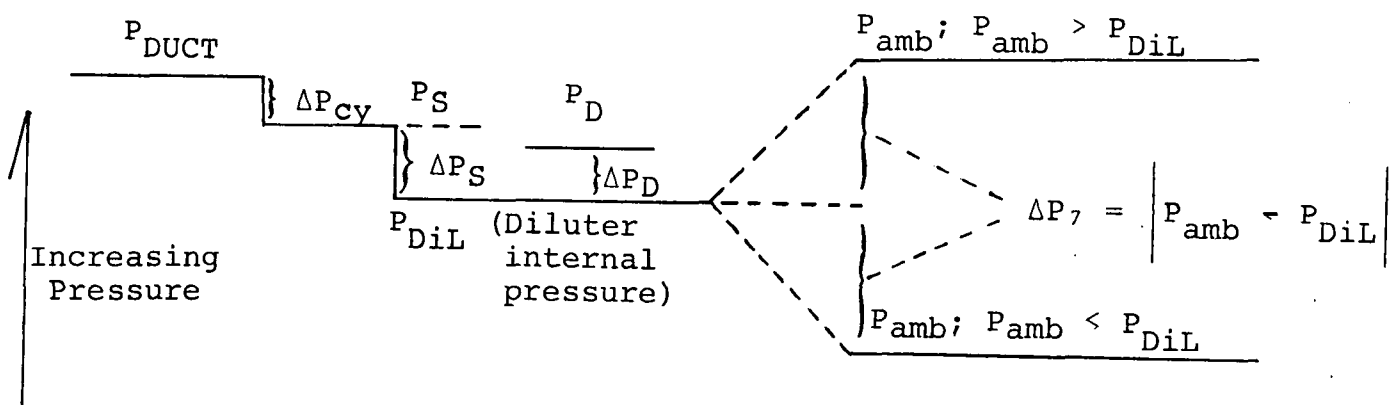 P_amb; P_amb > P_DiL
P_DUCT
ΔP_cy P_S P_D
ΔP_S ΔP_D
P_DiL (Diluter
internal
pressure)
ΔP_7 = |P_amb - P_DiL|
Increasing
Pressure
P_amb; P_amb < P_DiL